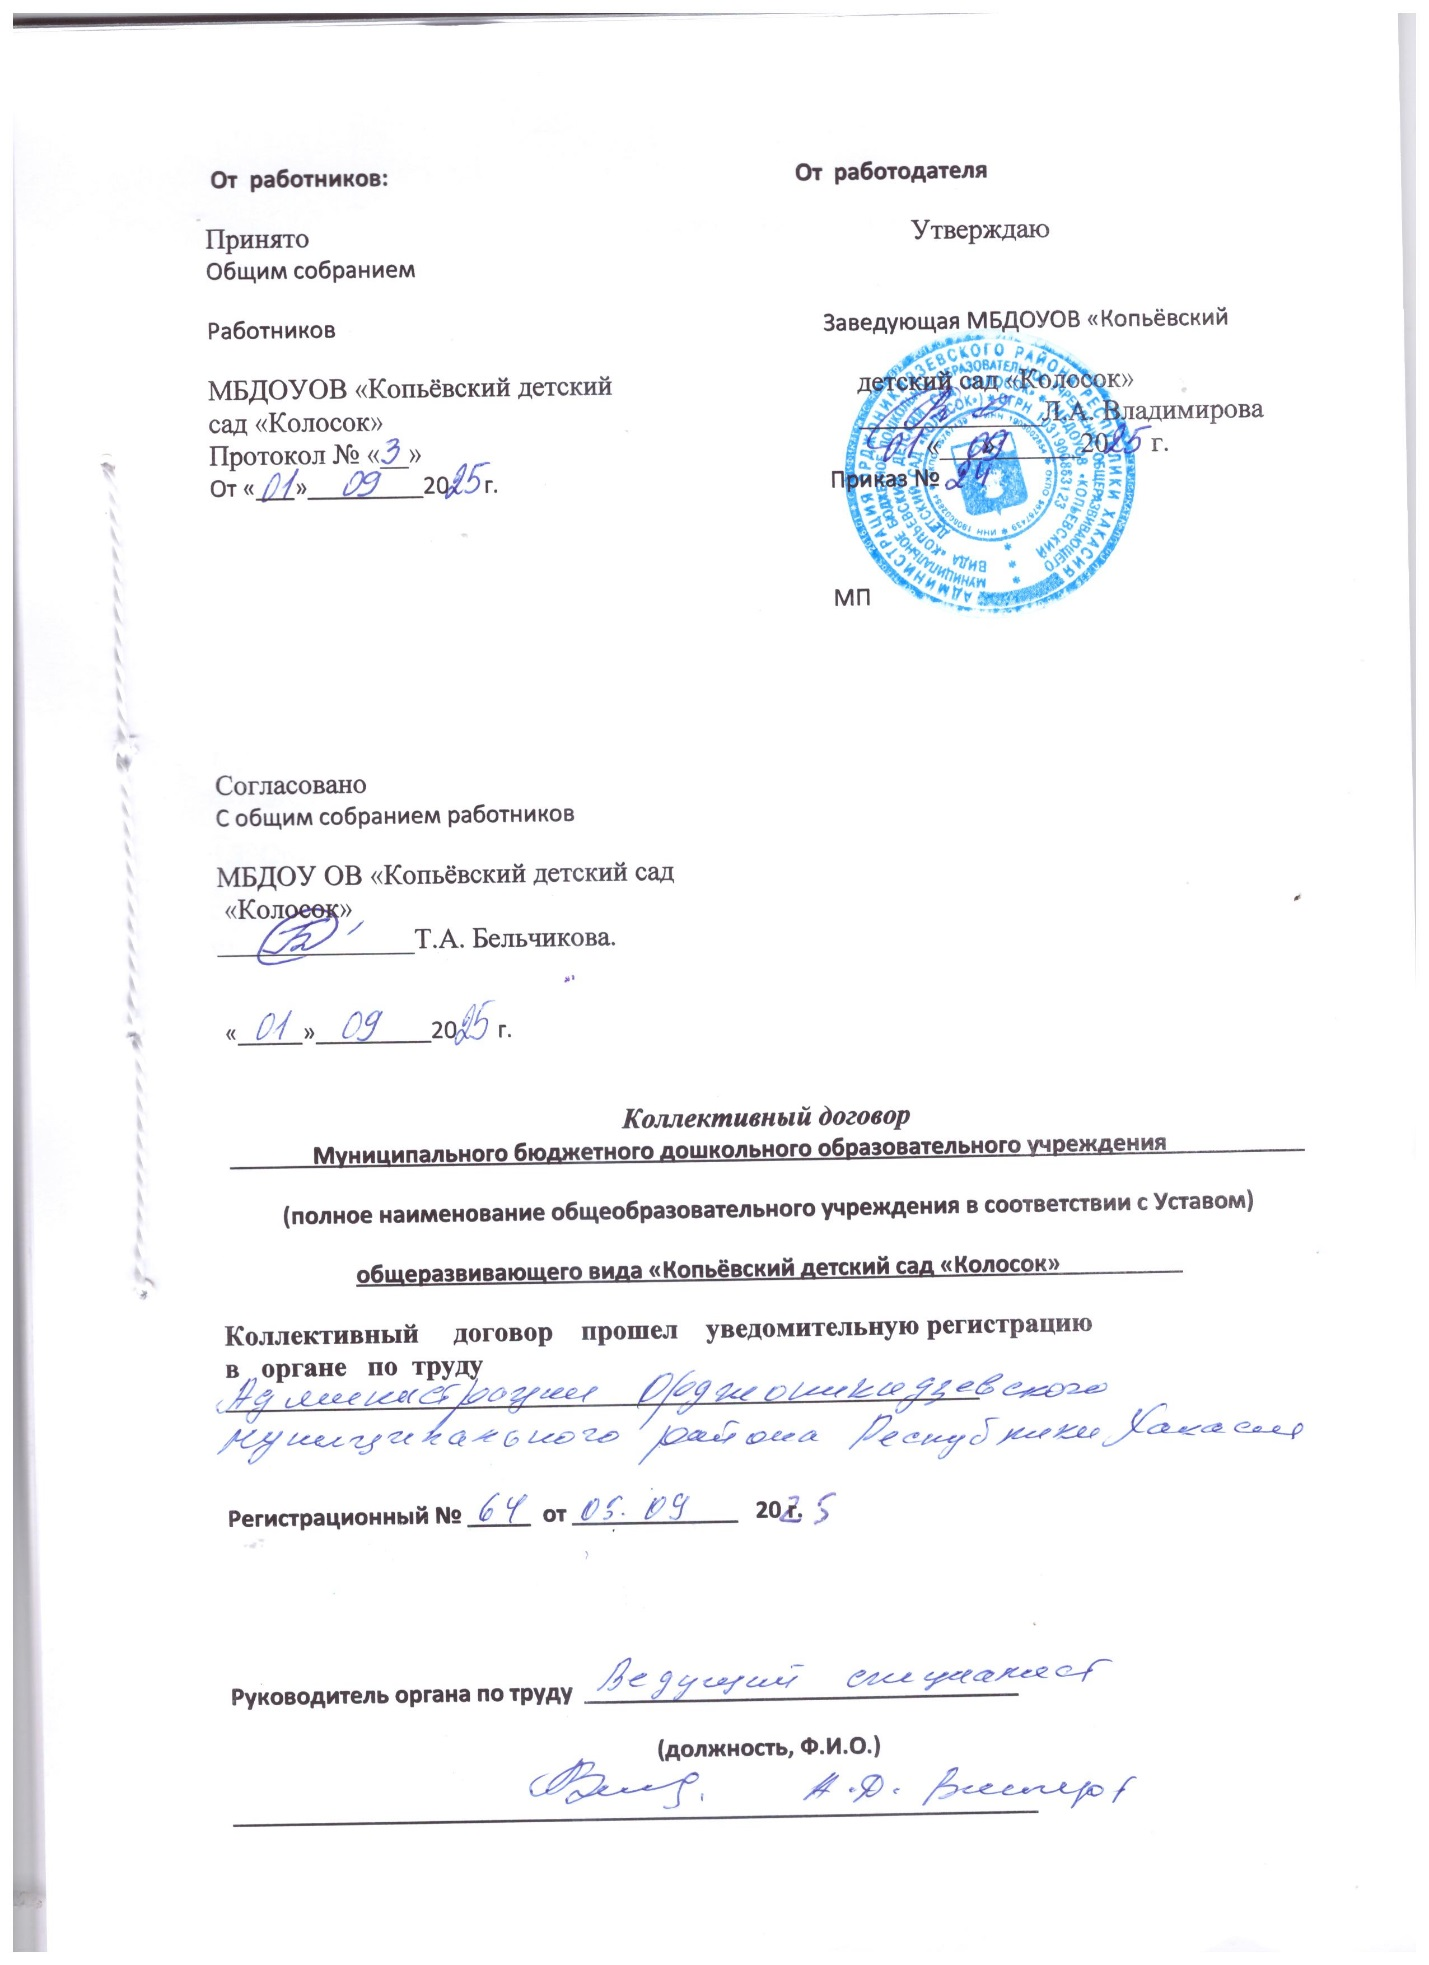 От работников:
Принято
Общим собранием
Работников
МБДОУОВ «Копьёвский детский
сад «Колосок»
Протокол № «3»
От «01» 09 2025 г.
От работодателя
Утверждаю
Заведующая МБДОУОВ «Копьёвский
детский сад «Колосок»
Л.А. Владимирова
01 « » 09 2025 г.
Приказ № 24
МП
Согласовано
С общим собранием работников
МБДОУ ОВ «Копьёвский детский сад
«Колосок»
Т.А. Бельчикова.
«01» 09 2025 г.
Коллективный договор
Муниципального бюджетного дошкольного образовательного учреждения
(полное наименование общеобразовательного учреждения в соответствии с Уставом)
общеразвивающего вида «Копьёвский детский сад «Колосок»
Коллективный договор прошел уведомительную регистрацию
в органе по труду
Администрации Орджоникидзевского
муниципального района Республики Хакасия
Регистрационный № 64 от 05.09 2025 г.
Руководитель органа по труду Ведущий специалист
(должность, Ф.И.О.)